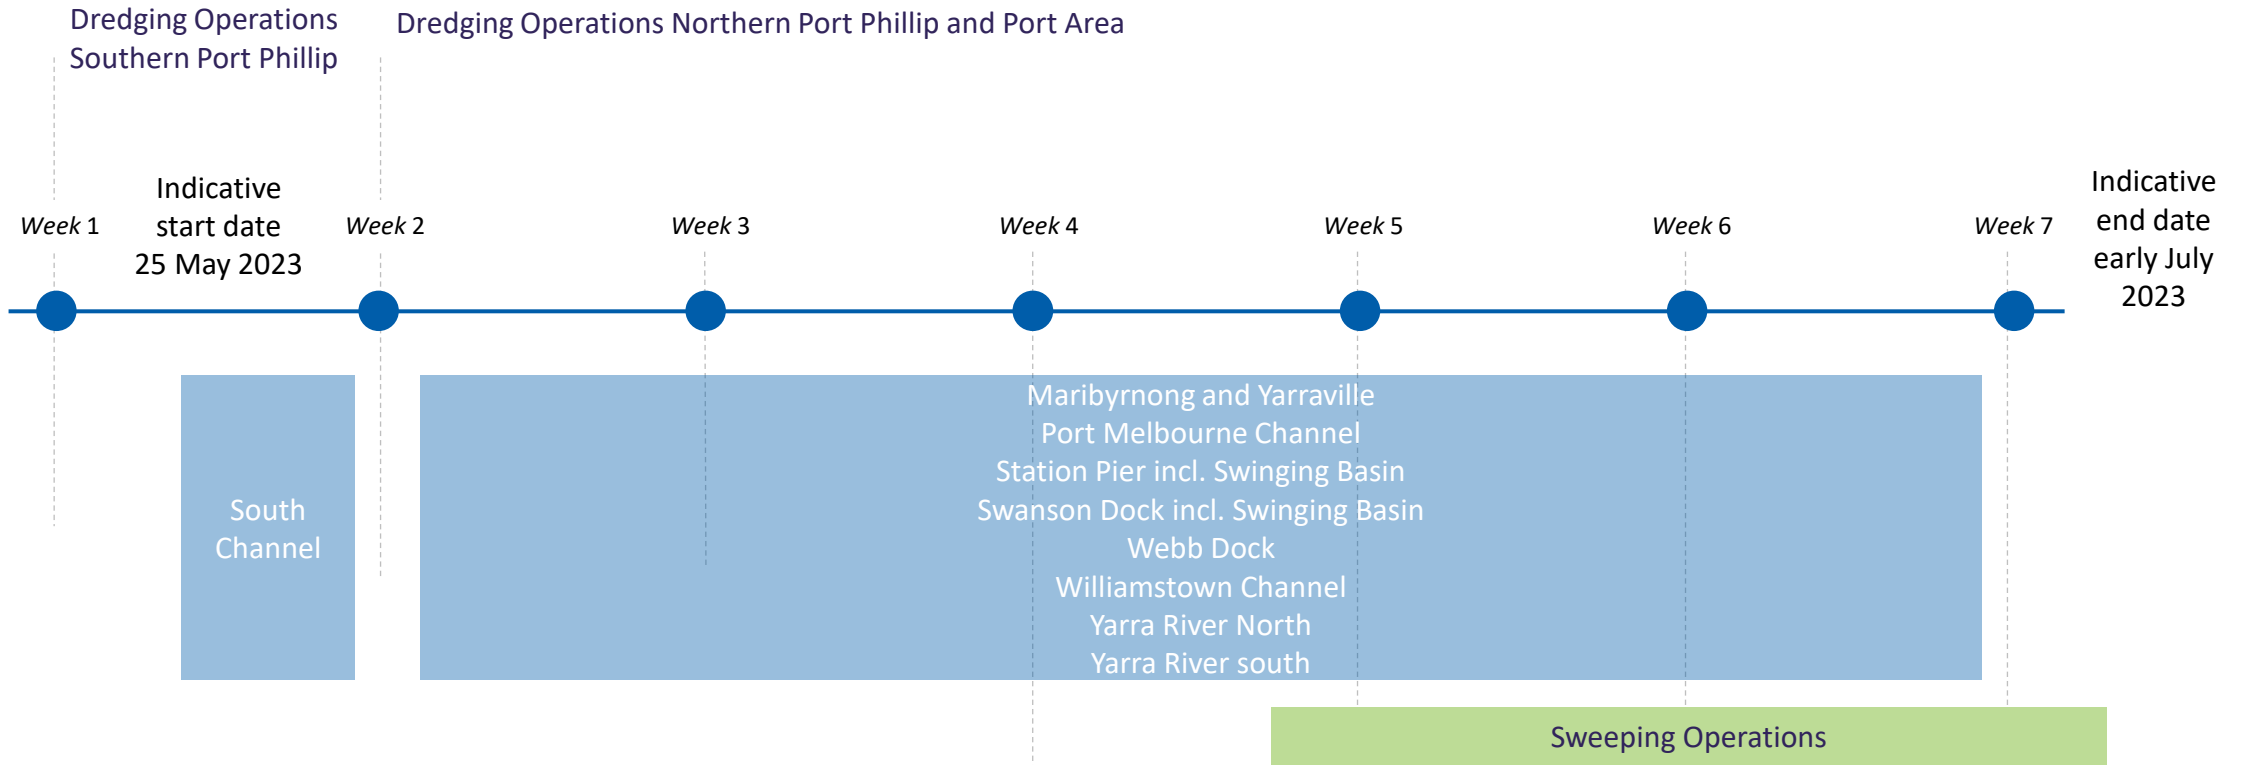 Dredging Operations
Southern Port Phillip
Dredging Operations Northern Port Phillip and Port Area
Week 1
Indicative
start date
25 May 2023
Week 2
Week 3
Week 4
Week 5
Week 6
Week 7
Indicative
end date
early July
2023
South
Channel
Maribyrnong and Yarraville
Port Melbourne Channel
Station Pier incl. Swinging Basin
Swanson Dock incl. Swinging Basin
Webb Dock
Williamstown Channel
Yarra River North
Yarra River south
Sweeping Operations